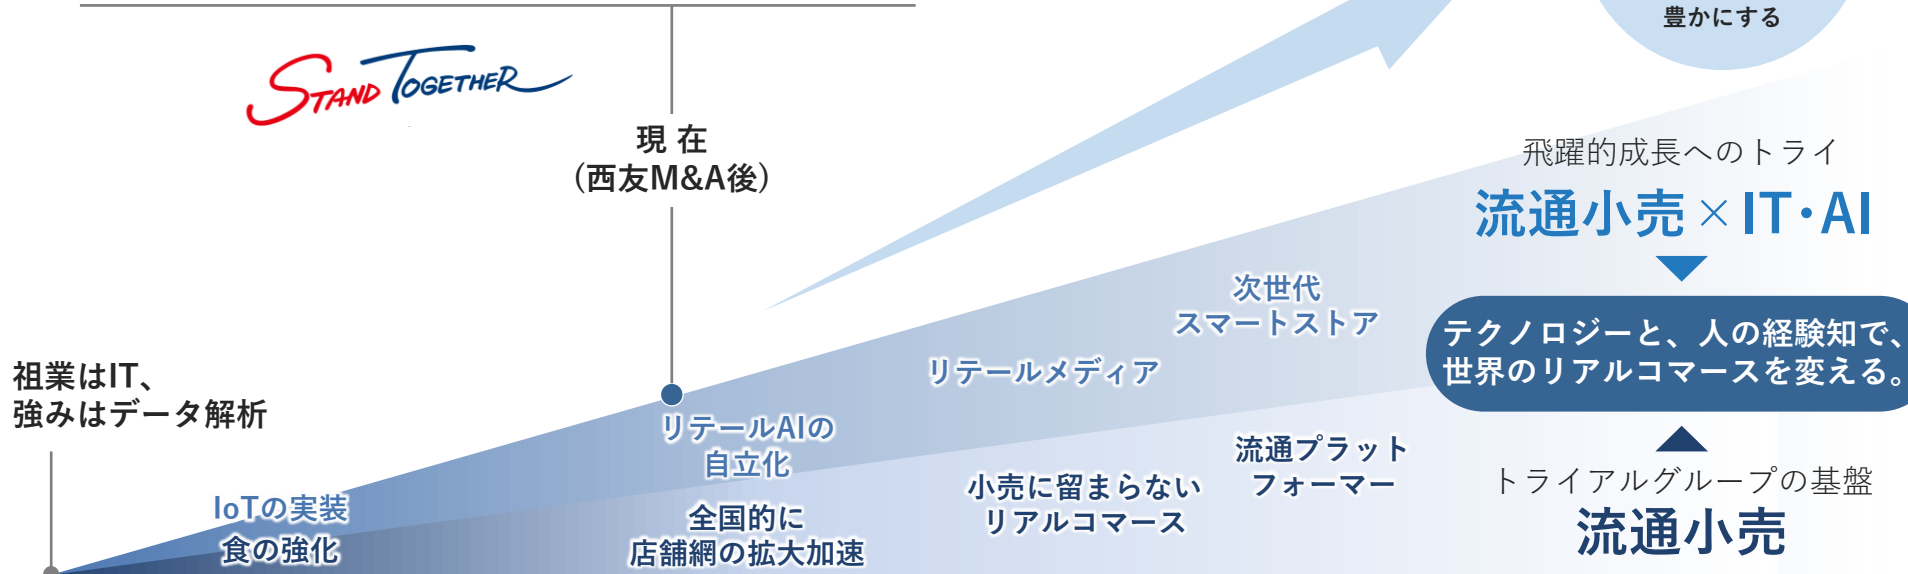 豊かにする
STAND TOGETHER
現 在
(西友M&A後)
飛躍的成長へのトライ
流通小売×IT・AI
次世代
スマートストア
テクノロジーと、人の経験知で、
世界のリアルコマースを変える。
リテールメディア
祖業はIT、
強みはデータ解析
リテールAIの
自立化
流通プラット
フォーマー
小売に留まらない
リアルコマース
トライアルグループの基盤
流通小売
IoTの実装
食の強化
全国的に
店舗網の拡大加速